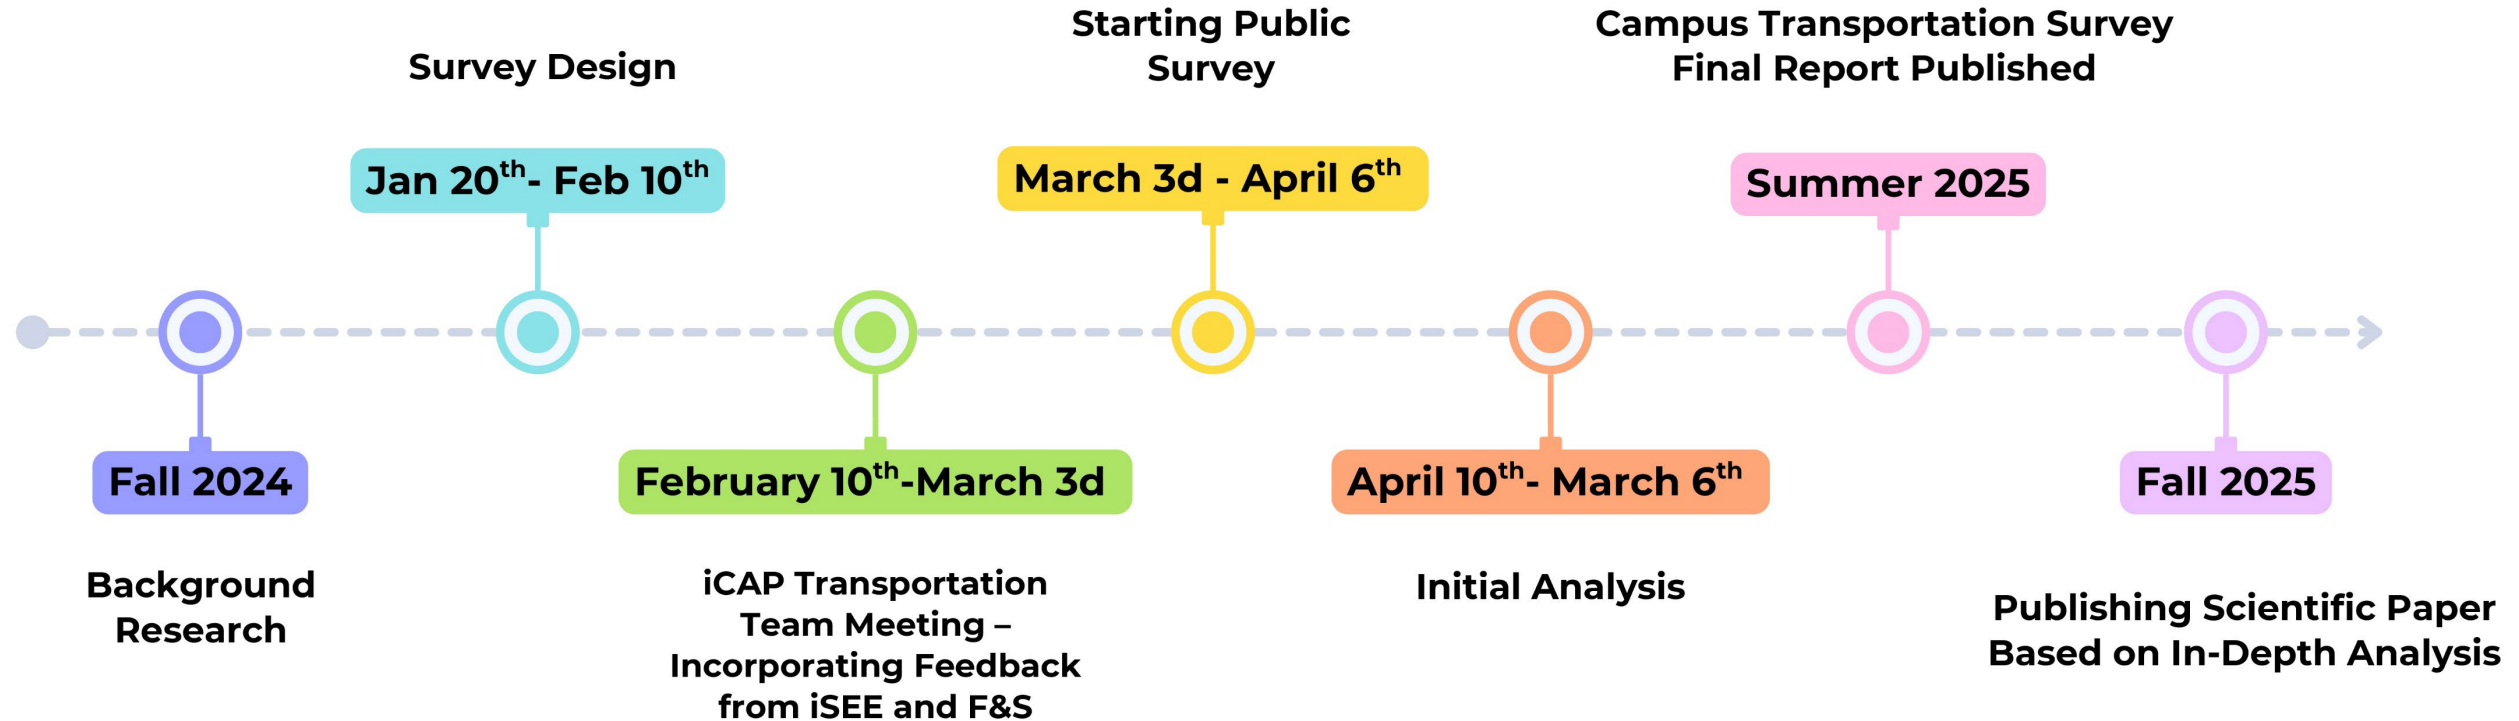 Fall 2024
Background
Research
Survey Design
Jan 20th- Feb 10th
February 10th-March 3d
iCAP Transportation
Team Meeting –
Incorporating Feedback
from iSEE and F&S
Starting Public
Survey
March 3d - April 6th
April 10th- March 6th
Initial Analysis
Campus Transportation Survey
Final Report Published
Summer 2025
Fall 2025
Publishing Scientific Paper
Based on In-Depth Analysis